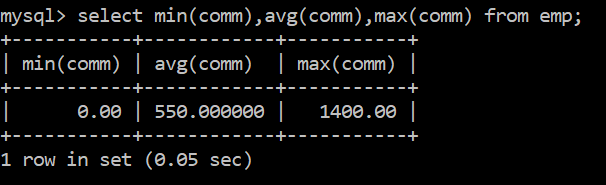 mysql> select min(comm),avg(comm),max(comm) from emp;
+-----------+------------+-----------+
| min(comm) | avg(comm)  | max(comm) |
+-----------+------------+-----------+
|      0.00 | 550.000000 |   1400.00 |
+-----------+------------+-----------+
1 row in set (0.05 sec)